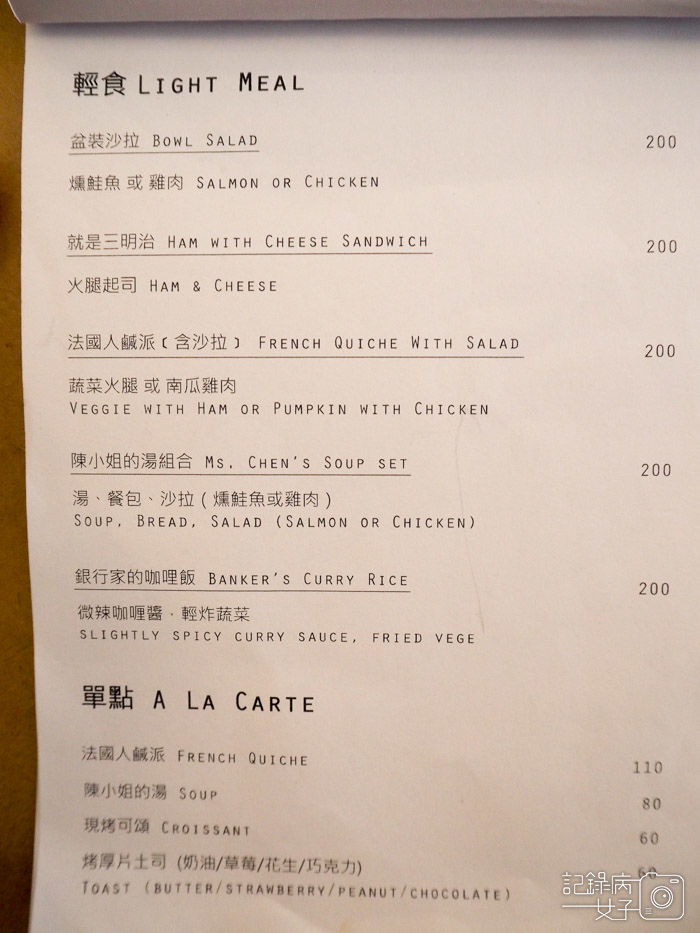 輕食 LIGHT MEAL
盆裝沙拉 BOWL SALAD 200
燻鮭魚 或 雞肉 SALMON OR CHICKEN
就是三明治 HAM WITH CHEESE SANDWICH 200
火腿起司 HAM & CHEESE
法國人鹹派〔含沙拉〕 FRENCH QUICHE WITH SALAD 200
蔬菜火腿 或 南瓜雞肉
VEGGIE WITH HAM OR PUMPKIN WITH CHICKEN
陳小姐的湯組合 MS. CHEN'S SOUP SET 200
湯、餐包、沙拉 ( 燻鮭魚或雞肉 )
SOUP, BREAD, SALAD (SALMON OR CHICKEN)
銀行家的咖哩飯 BANKER'S CURRY RICE 200
微辣咖喱醬．輕炸蔬菜
SLIGHTLY SPICY CURRY SAUCE, FRIED VEGE
單點 A LA CARTE
法國人鹹派 FRENCH QUICHE 110
陳小姐的湯 SOUP 80
現烤可頌 CROISSANT 60
烤厚片土司 (奶油/草莓/花生/巧克力) 60
TOAST (BUTTER/STRAWBERRY/PEANUT/CHOCOLATE)
記錄病
女子